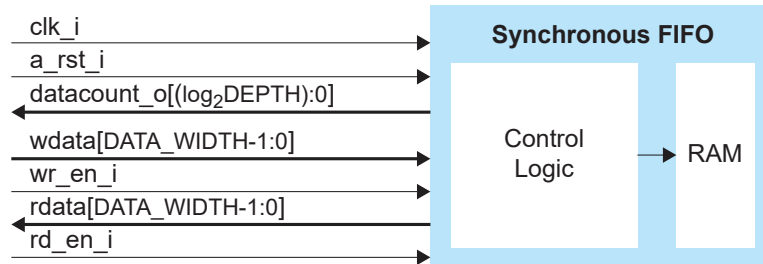 clk_i
a_rst_i
datacount_o[(log₂DEPTH):0]
wdata[DATA_WIDTH-1:0]
wr_en_i
rdata[DATA_WIDTH-1:0]
rd_en_i
Synchronous FIFO
Control
Logic
RAM